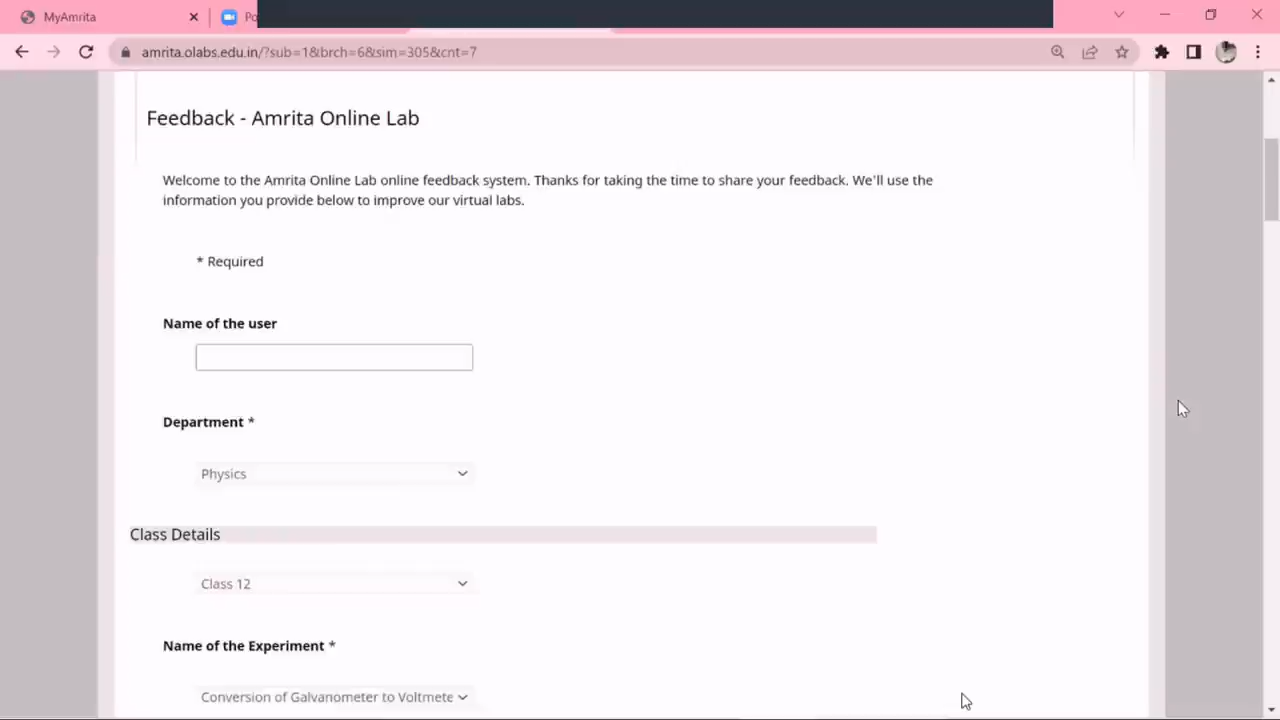 MyAmrita
Po
amrita.olabs.edu.in/?sub=1&brch=6&sim=305&cnt=7
Feedback - Amrita Online Lab
Welcome to the Amrita Online Lab online feedback system. Thanks for taking the time to share your feedback. We'll use the
information you provide below to improve our virtual labs.
* Required
Name of the user
Department *
Physics
Class Details
Class 12
Name of the Experiment *
Conversion of Galvanometer to Voltmete